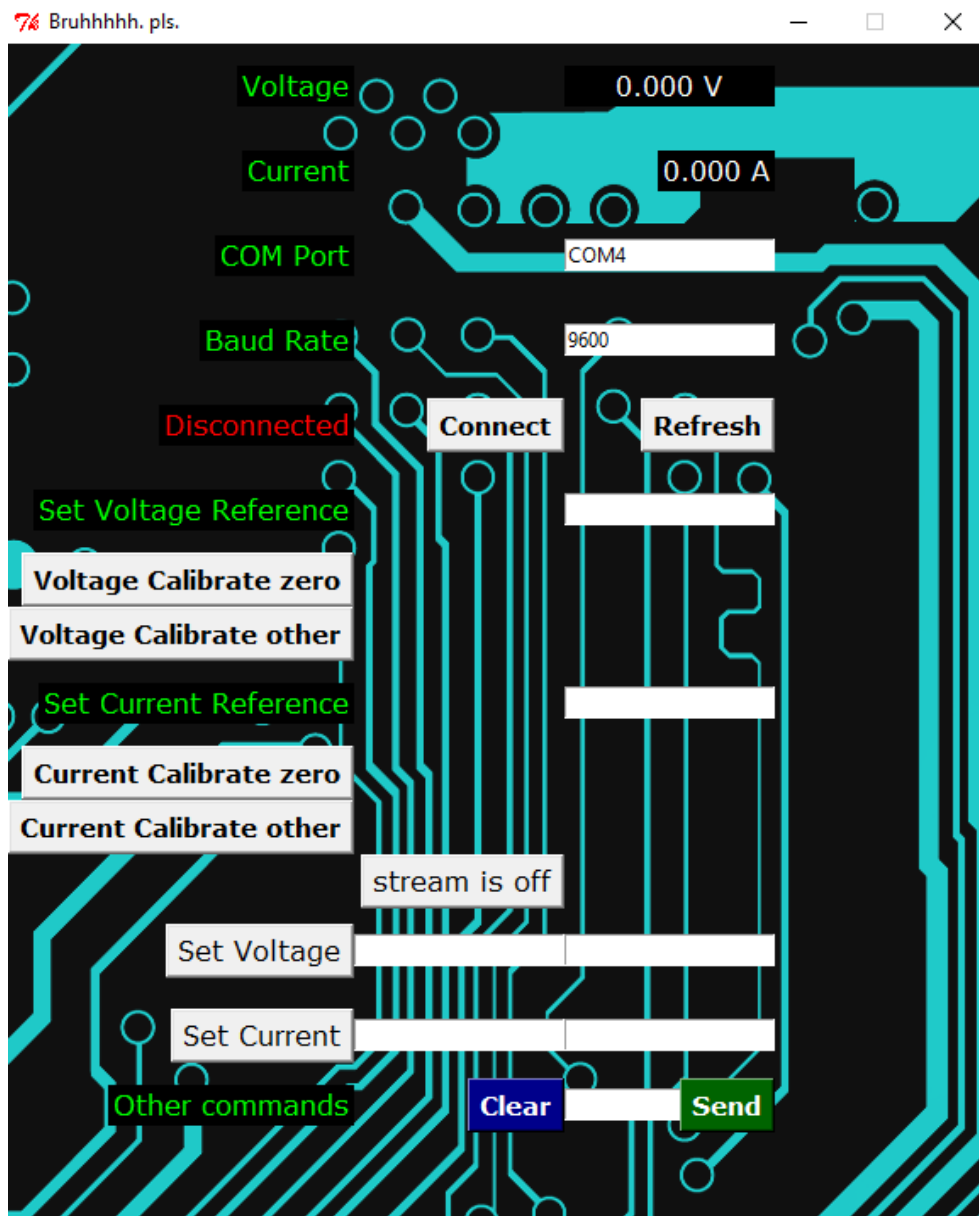 Bruhhhhh. pls.
Voltage 0.000 V
Current 0.000 A
COM Port COM4
Baud Rate 9600
Disconnected Connect Refresh
Set Voltage Reference
Voltage Calibrate zero
Voltage Calibrate other
Set Current Reference
Current Calibrate zero
Current Calibrate other
stream is off
Set Voltage
Set Current
Other commands Clear Send